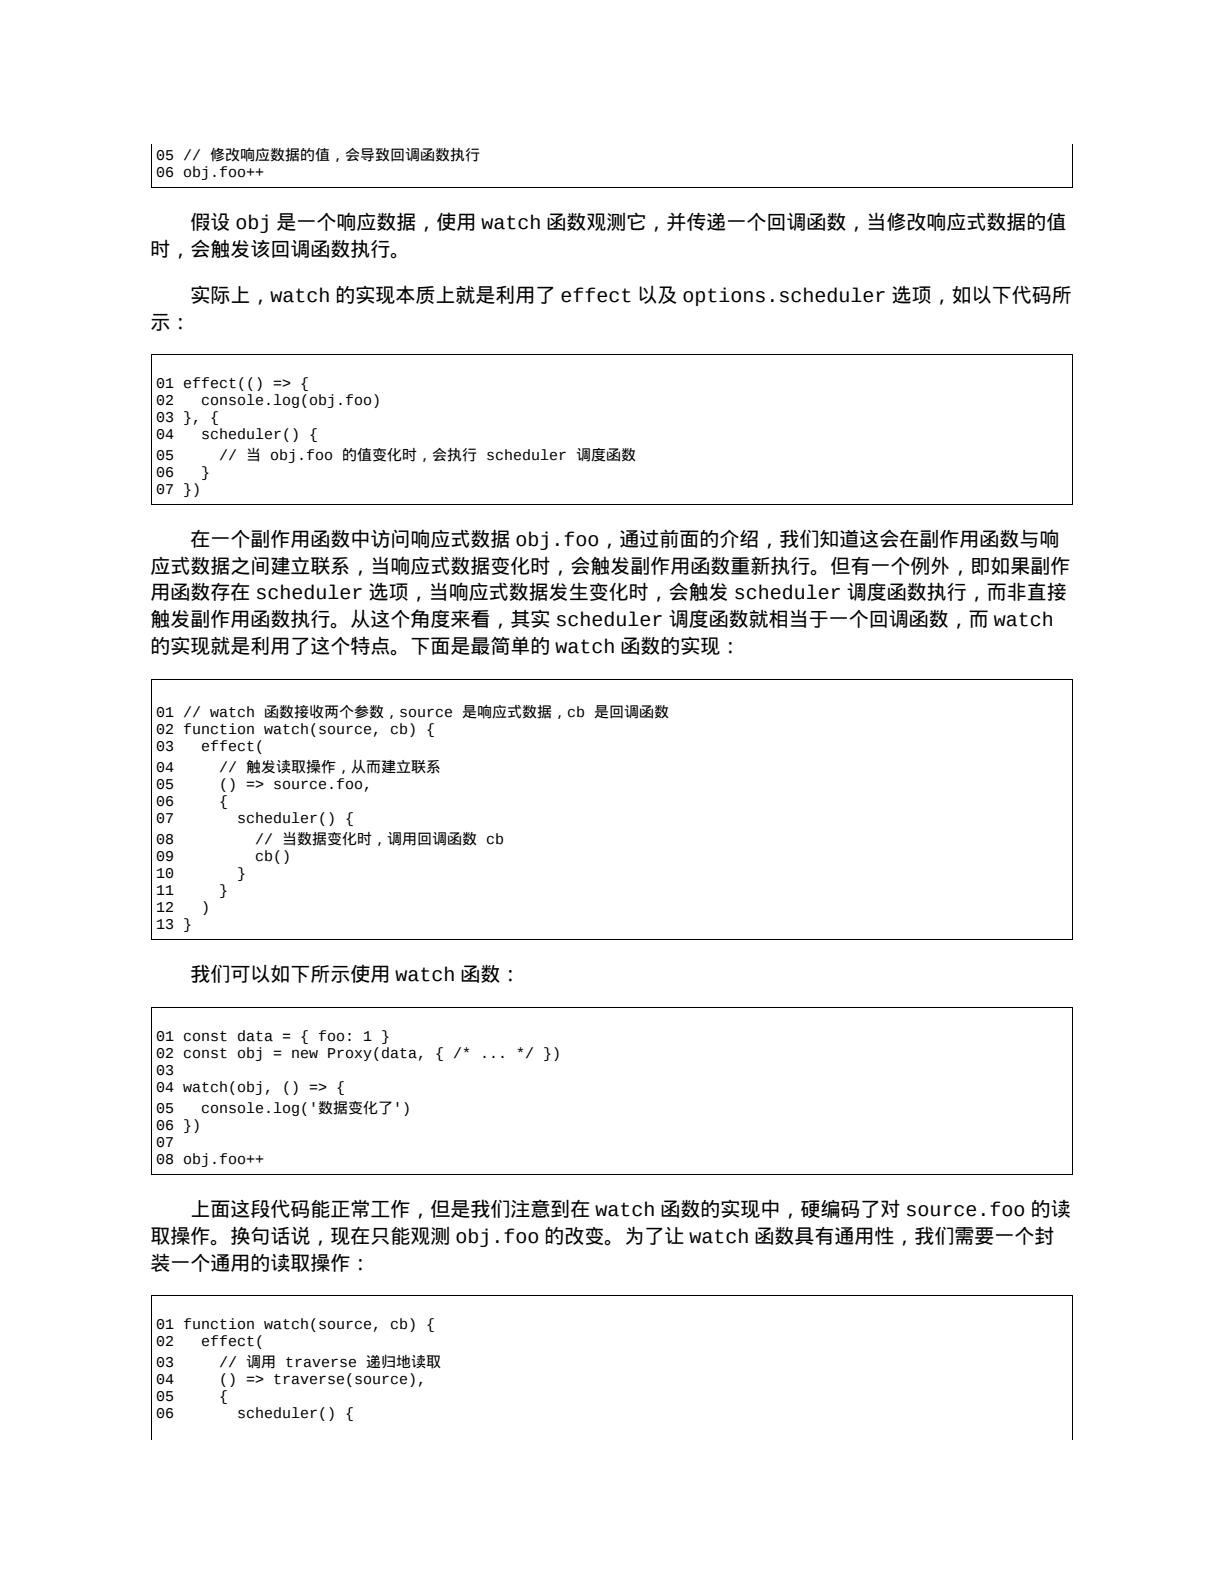 05 // 修改响应数据的值，会导致回调函数执行
06 obj.foo++
假设 obj 是一个响应数据，使用 watch 函数观测它，并传递一个回调函数，当修改响应式数据的值
时，会触发该回调函数执行。
实际上，watch 的实现本质上就是利用了 effect 以及 options.scheduler 选项，如以下代码所
示：
01 effect(() => {
02   console.log(obj.foo)
03 }, {
04   scheduler() {
05     // 当 obj.foo 的值变化时，会执行 scheduler 调度函数
06   }
07 })
在一个副作用函数中访问响应式数据 obj.foo，通过前面的介绍，我们知道这会在副作用函数与响
应式数据之间建立联系，当响应式数据变化时，会触发副作用函数重新执行。但有一个例外，即如果副作
用函数存在 scheduler 选项，当响应式数据发生变化时，会触发 scheduler 调度函数执行，而非直接
触发副作用函数执行。从这个角度来看，其实 scheduler 调度函数就相当于一个回调函数，而 watch
的实现就是利用了这个特点。下面是最简单的 watch 函数的实现：
01 // watch 函数接收两个参数，source 是响应式数据，cb 是回调函数
02 function watch(source, cb) {
03   effect(
04     // 触发读取操作，从而建立联系
05     () => source.foo,
06     {
07       scheduler() {
08         // 当数据变化时，调用回调函数 cb
09         cb()
10       }
11     }
12   )
13 }
我们可以如下所示使用 watch 函数：
01 const data = { foo: 1 }
02 const obj = new Proxy(data, { /* ... */ })
03
04 watch(obj, () => {
05   console.log('数据变化了')
06 })
07
08 obj.foo++
上面这段代码能正常工作，但是我们注意到在 watch 函数的实现中，硬编码了对 source.foo 的读
取操作。换句话说，现在只能观测 obj.foo 的改变。为了让 watch 函数具有通用性，我们需要一个封
装一个通用的读取操作：
01 function watch(source, cb) {
02   effect(
03     // 调用 traverse 递归地读取
04     () => traverse(source),
05     {
06       scheduler() {